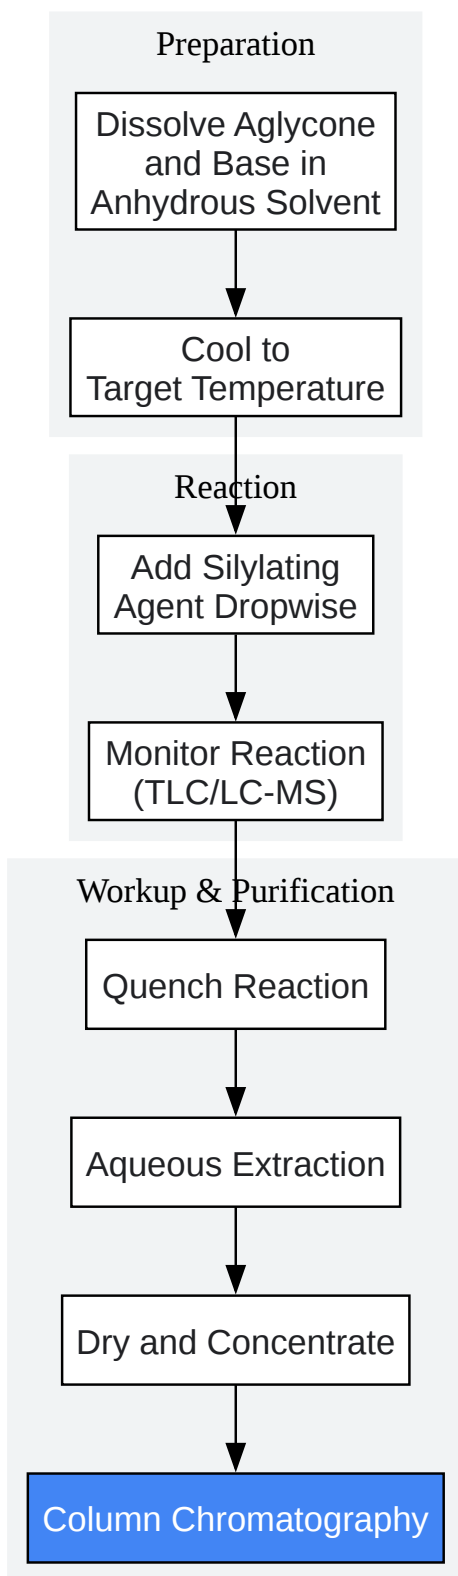 Preparation
Dissolve Aglycone
and Base in
Anhydrous Solvent
Cool to
Target Temperature
Reaction
Add Silylating
Agent Dropwise
Monitor Reaction
(TLC/LC-MS)
Workup & Purification
Quench Reaction
Aqueous Extraction
Dry and Concentrate
Column Chromatography